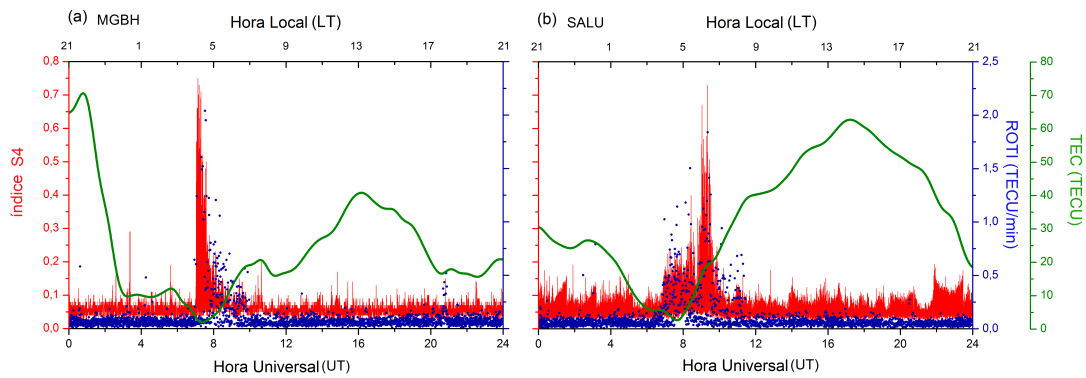 (a) MGBH Hora Local (LT)
21 1 5 9 13 17 21
0,8
0,7
0,6
0,5
0,4
0,3
0,2
0,1
0,0
índice S4
0 4 8 12 16 20 24
Hora Universal (UT)
(b) SALU Hora Local (LT)
21 1 5 9 13 17 21
0 4 8 12 16 20 24
Hora Universal (UT)
2,5
2,0
1,5
1,0
0,5
0,0
ROTI (TECU/min)
80
70
60
50
40
30
20
10
0
TEC (TECU)